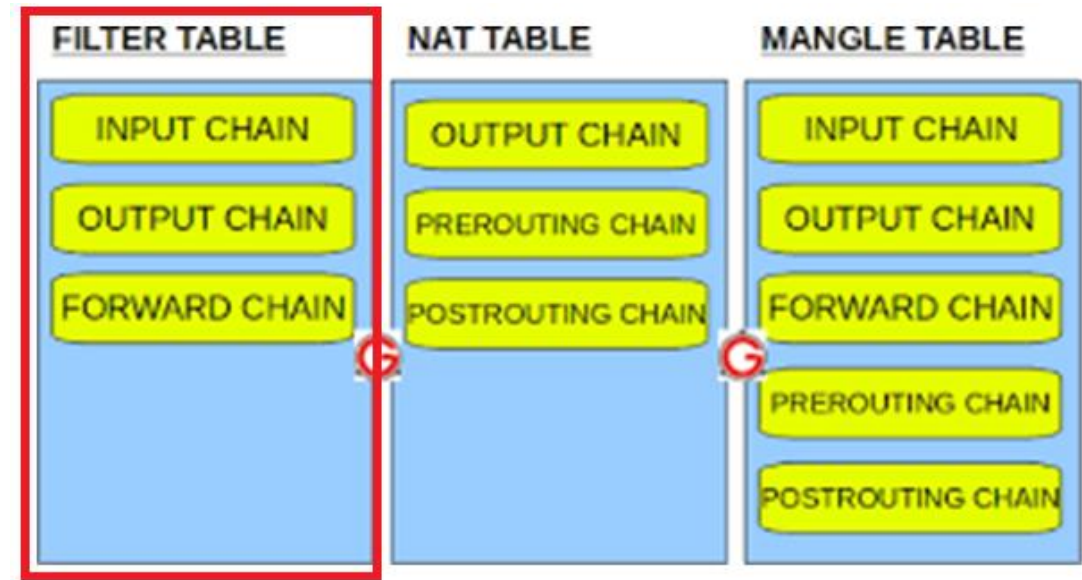 FILTER TABLE
INPUT CHAIN
OUTPUT CHAIN
FORWARD CHAIN
NAT TABLE
OUTPUT CHAIN
PREROUTING CHAIN
POSTROUTING CHAIN
MANGLE TABLE
INPUT CHAIN
OUTPUT CHAIN
FORWARD CHAIN
PREROUTING CHAIN
POSTROUTING CHAIN
G
G